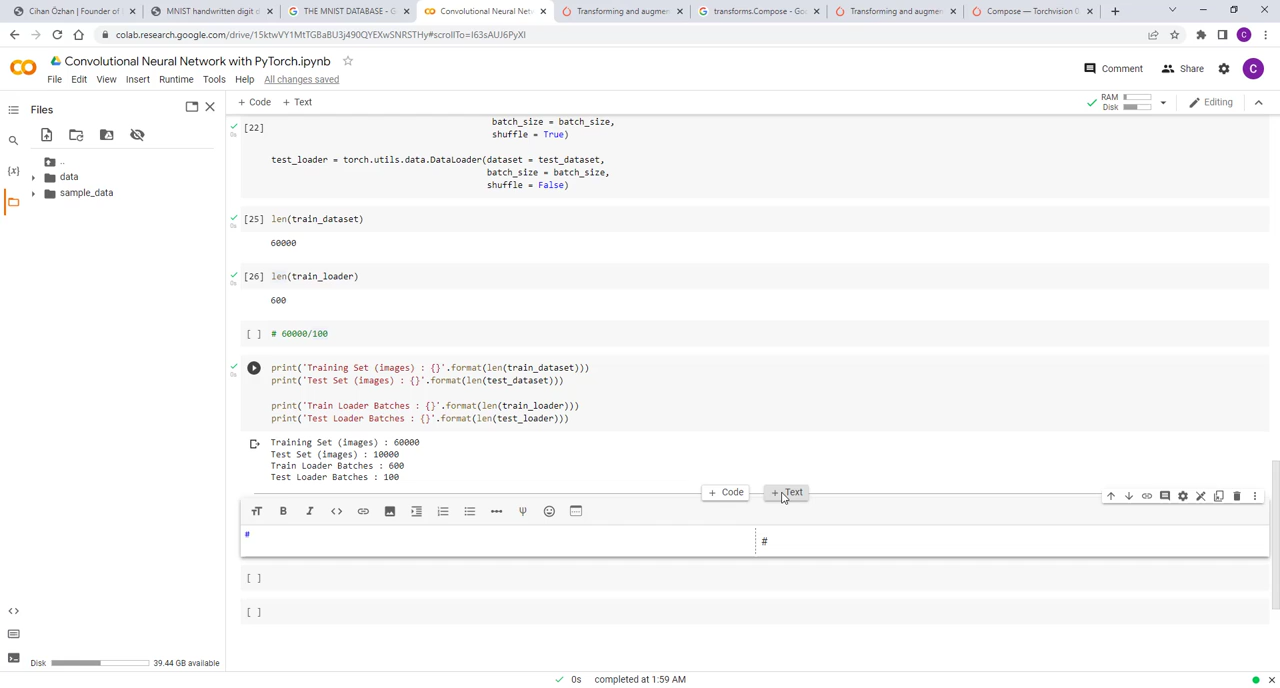 Cihan Özhan | Founder of
MNIST handwritten digit d
THE MNIST DATABASE - G
Convolutional Neural Netw
Transforming and augmen
transforms.Compose - Goo
Transforming and augmen
Compose — Torchvision 0.
colab.research.google.com/drive/15ktwVY1MtTGBaBU3j490QYEXwSNRSTHy#scrollTo=I63sAUJ6PyXI
C
CO
Convolutional Neural Network with PyTorch.ipynb
File Edit View Insert Runtime Tools Help All changes saved
Comment
Share
C
Files
+ Code + Text
RAM
Disk
Editing
..
data
sample_data
{x}
[22]
batch_size = batch_size,
shuffle = True)
test_loader = torch.utils.data.DataLoader(dataset = test_dataset,
batch_size = batch_size,
shuffle = False)
0s
[25] len(train_dataset)
60000
0s
[26] len(train_loader)
600
[ ] # 60000/100
0s
print('Training Set (images) : {}'.format(len(train_dataset)))
print('Test Set (images) : {}'.format(len(test_dataset)))
print('Train Loader Batches : {}'.format(len(train_loader)))
print('Test Loader Batches : {}'.format(len(test_loader)))
Training Set (images) : 60000
Test Set (images) : 10000
Train Loader Batches : 600
Test Loader Batches : 100
+ Code
+ Text
#
#
[ ]
[ ]
Disk
39.44 GB available
0s completed at 1:59 AM